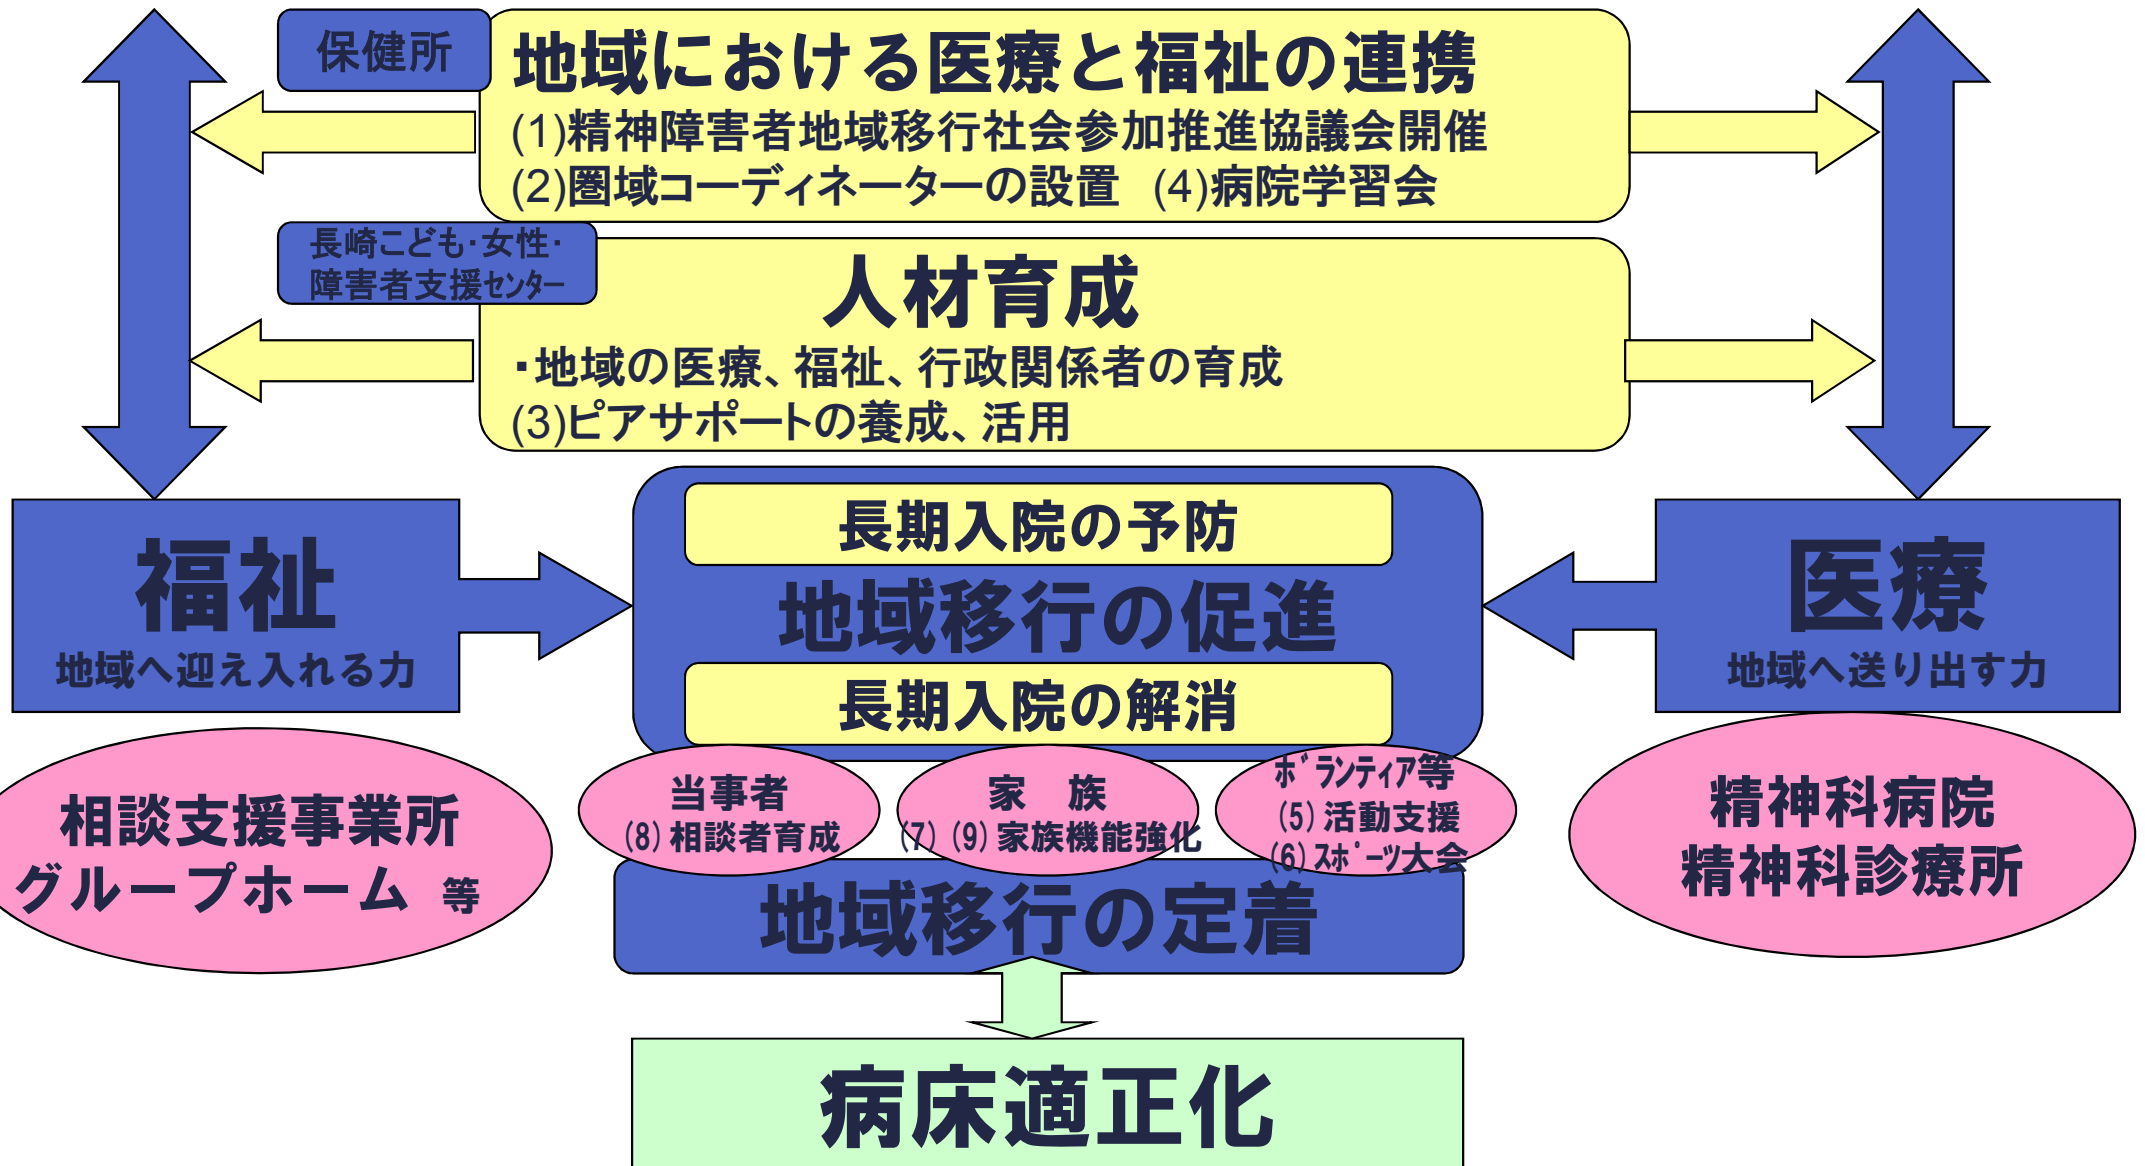 保健所
地域における医療と福祉の連携
(1)精神障害者地域移行社会参加推進協議会開催
(2)圏域コーディネーターの設置　(4)病院学習会
長崎こども・女性・
障害者支援ｾﾝﾀｰ
人材育成
・地域の医療、福祉、行政関係者の育成
(3)ピアサポートの養成、活用
福祉
地域へ迎え入れる力
長期入院の予防
地域移行の促進
長期入院の解消
医療
地域へ送り出す力
相談支援事業所
グループホーム 等
当事者
(8)相談者育成
家　族
(7)(9)家族機能強化
ﾎﾞﾗﾝﾃｨｱ等
(5)活動支援
(6)ｽﾎﾟｰﾂ大会
精神科病院
精神科診療所
地域移行の定着
病床適正化